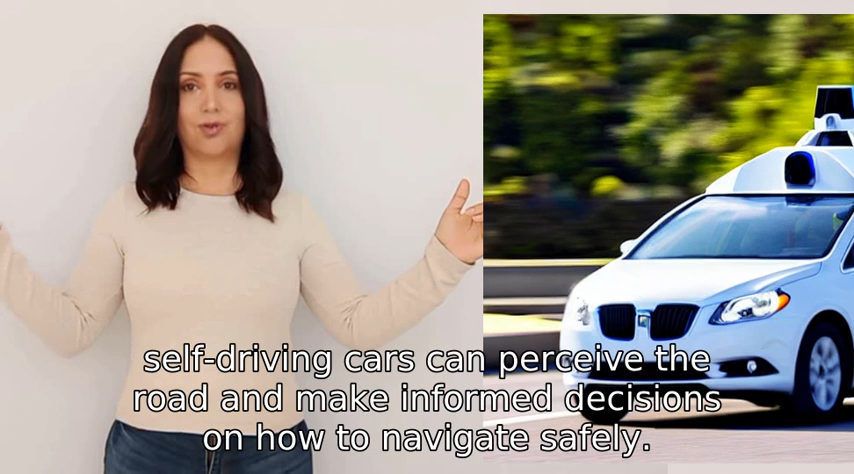 self-driving cars can perceive the
road and make informed decisions
on how to navigate safely.